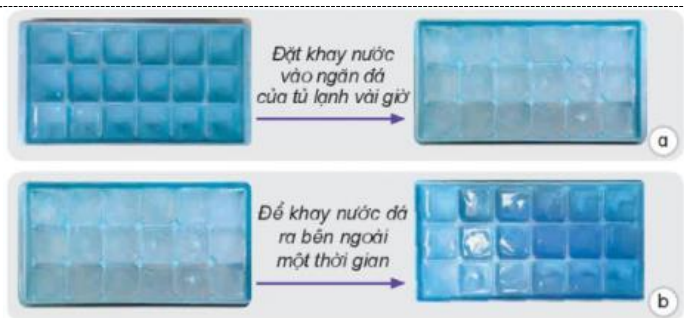 Đặt khay nước
vào ngăn đá
của tủ lạnh vài giờ
a
Để khay nước đá
ra bên ngoài
một thời gian
b